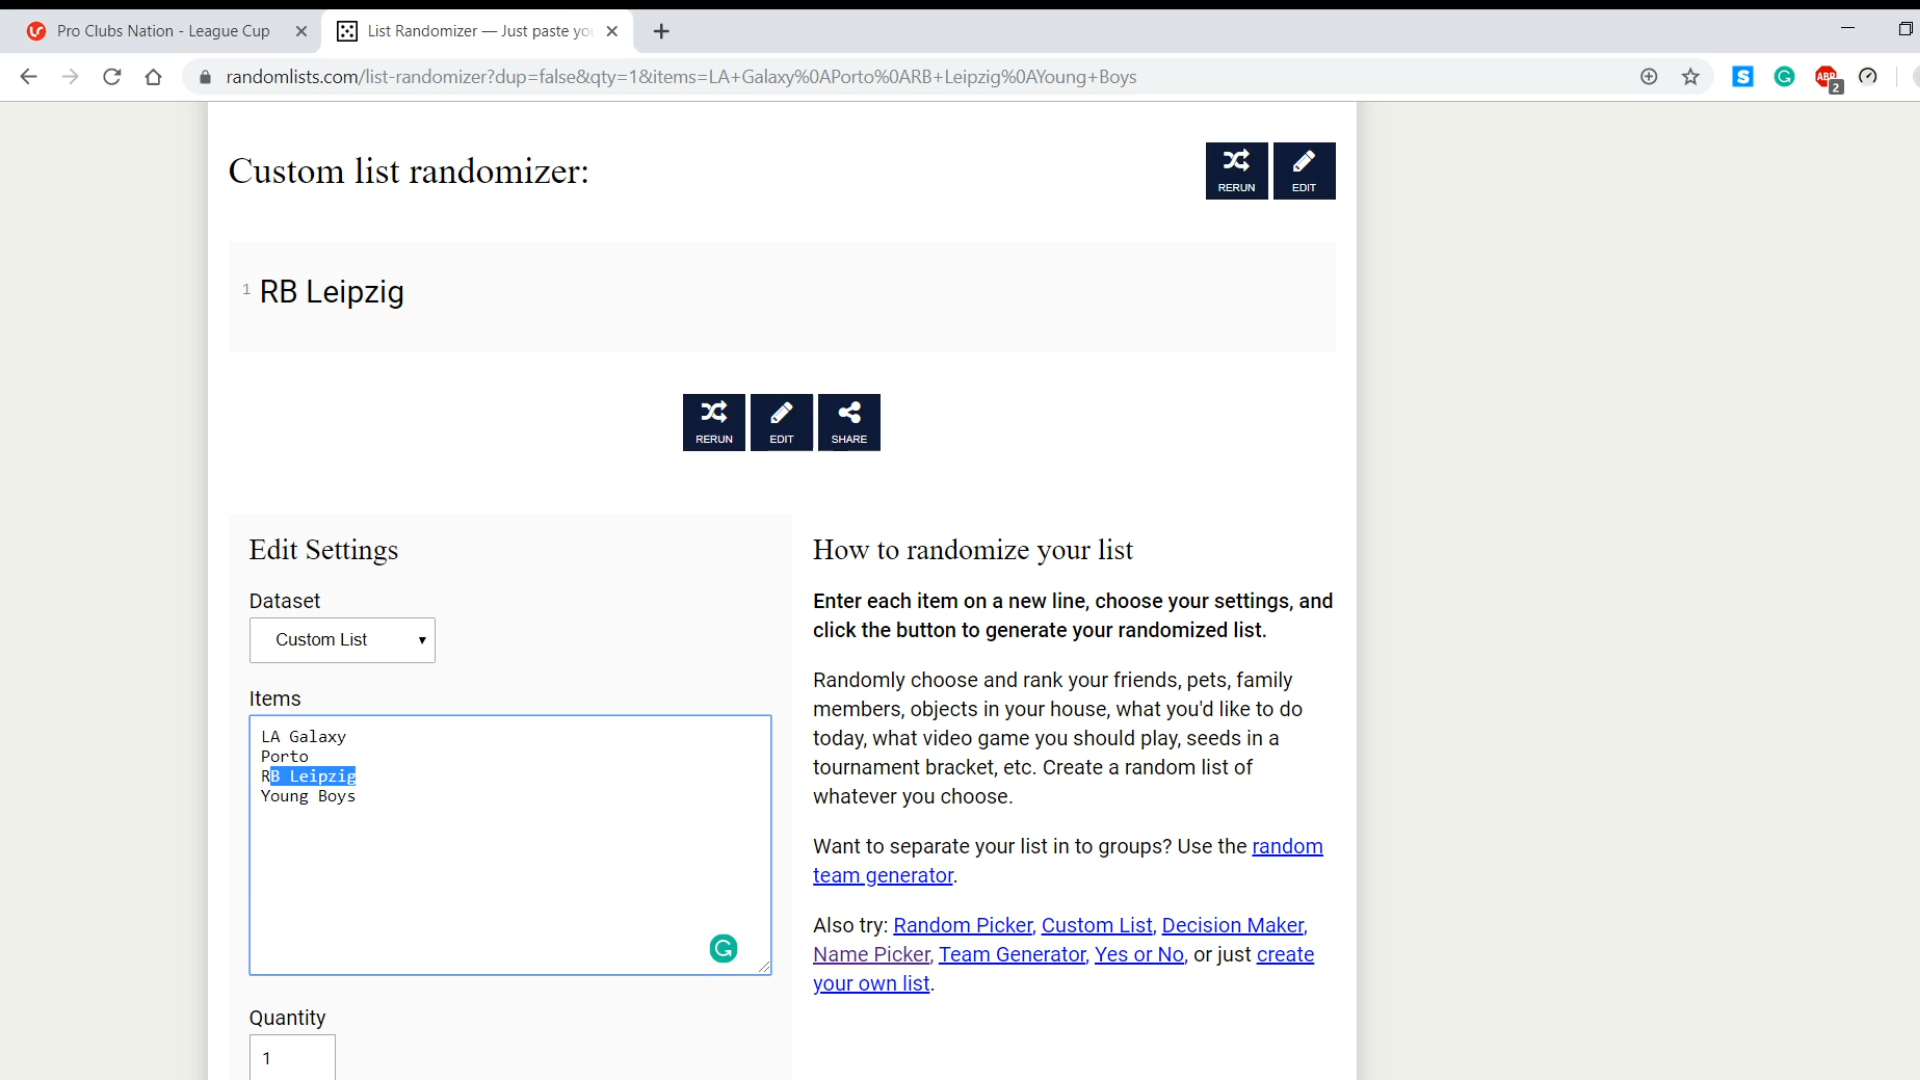 Pro Clubs Nation - League Cup
List Randomizer — Just paste yo
randomlists.com/list-randomizer?dup=false&qty=1&items=LA+Galaxy%0APorto%0ARB+Leipzig%0AYoung+Boys
S
G
ABP
2
Custom list randomizer:
RERUN
EDIT
1 RB Leipzig
RERUN
EDIT
SHARE
Edit Settings
Dataset
Custom List
Items
LA Galaxy
Porto
RB Leipzig
Young Boys
G
Quantity
1
How to randomize your list
Enter each item on a new line, choose your settings, and
click the button to generate your randomized list.
Randomly choose and rank your friends, pets, family
members, objects in your house, what you'd like to do
today, what video game you should play, seeds in a
tournament bracket, etc. Create a random list of
whatever you choose.
Want to separate your list in to groups? Use the random
team generator.
Also try: Random Picker, Custom List, Decision Maker,
Name Picker, Team Generator, Yes or No, or just create
your own list.